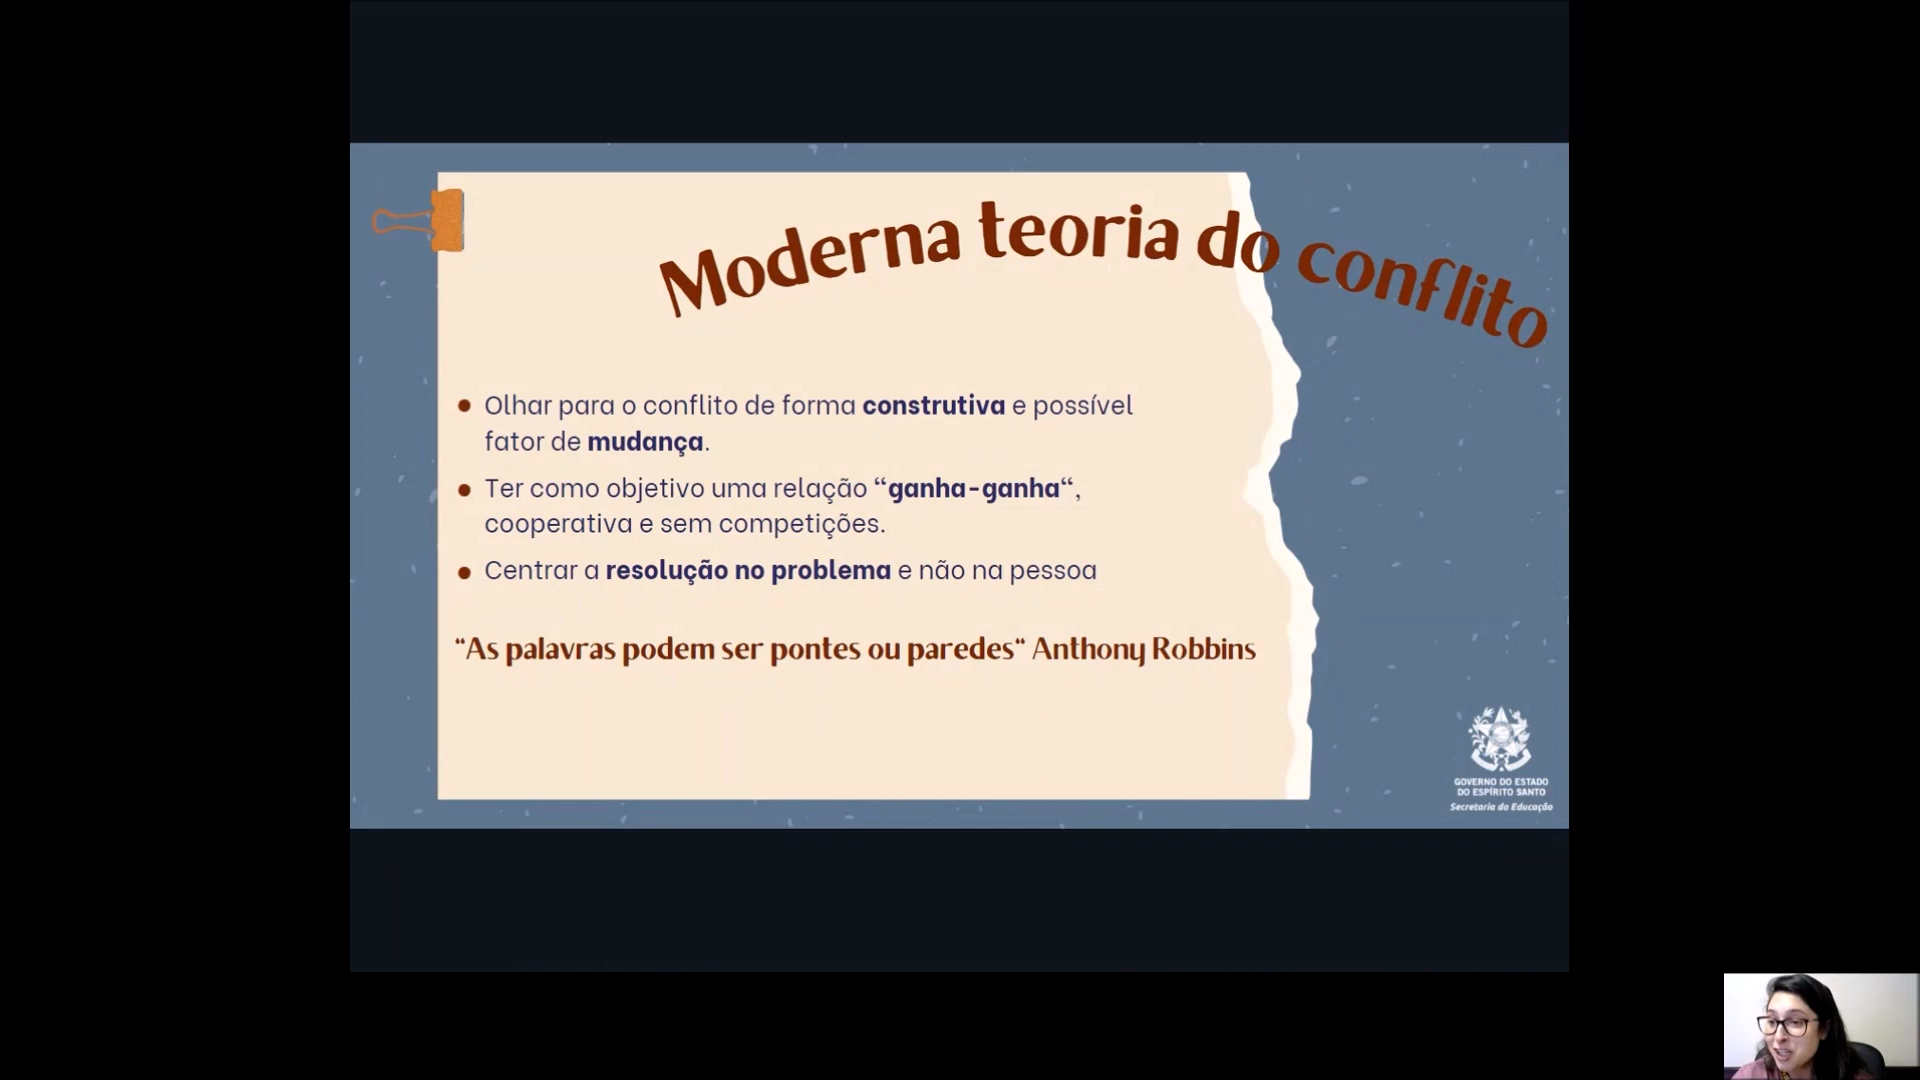 Moderna teoria do conflito
• Olhar para o conflito de forma construtiva e possível
fator de mudança.
• Ter como objetivo uma relação “ganha-ganha“,
cooperativa e sem competições.
• Centrar a resolução no problema e não na pessoa
“As palavras podem ser pontes ou paredes“ Anthony Robbins
GOVERNO DO ESTADO
DO ESPÍRITO SANTO
Secretaria da Educação